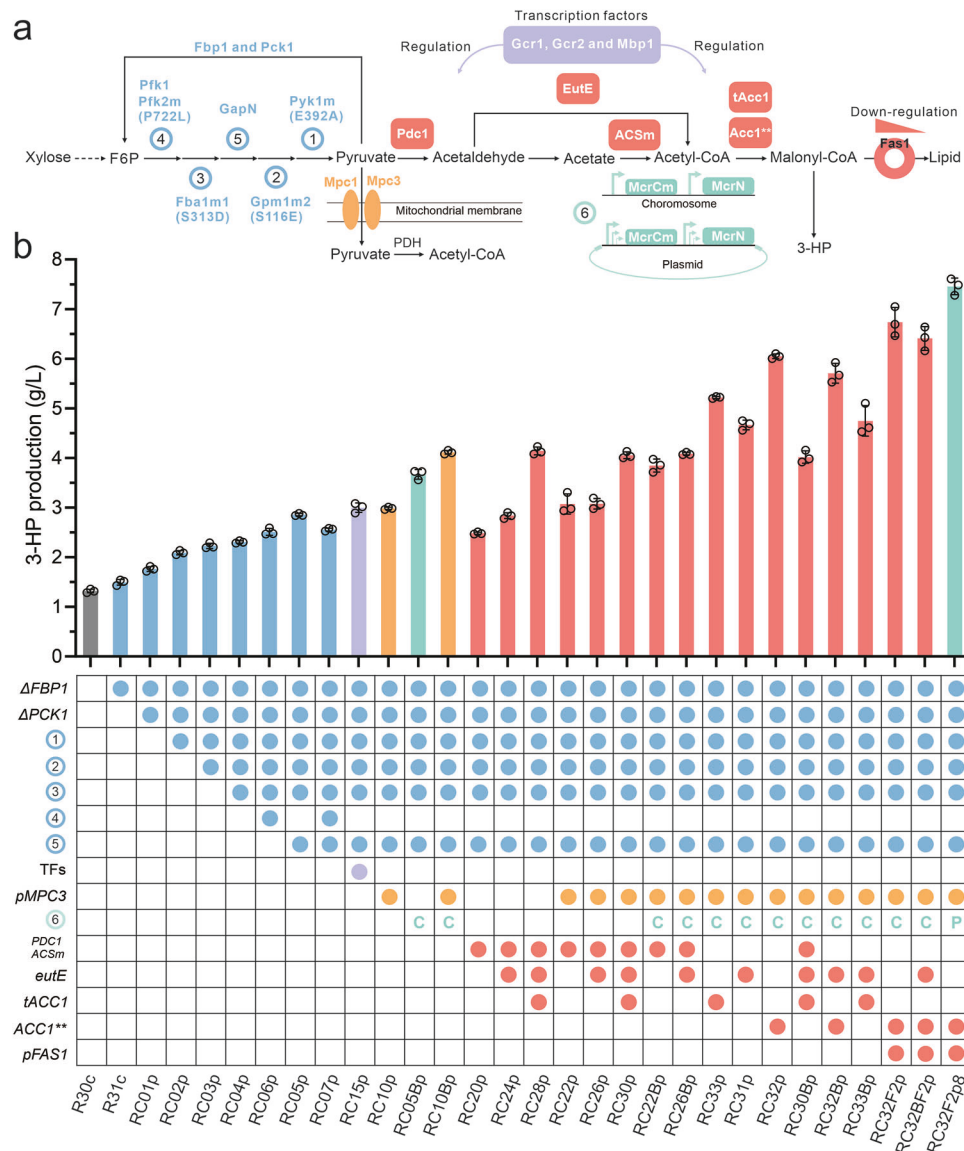 a
Transcription factors
Fbp1 and Pck1
Regulation
Gcr1, Gcr2 and Mbp1
Regulation
Pfk1
Pfk2m
(P722L)
GapN
Pyk1m
(E392A)
EutE
tAcc1
Down-regulation
4
5
1
Pdc1
ACSm
Acc1**
Fas1
Xylose
F6P
Pyruvate
Acetaldehyde
Acetate
Acetyl-CoA
Malonyl-CoA
Lipid
3
2
Fba1m1
(S313D)
Gpm1m2
(S116E)
Mpc1
Mpc3
Mitochondrial membrane
McrCm
McrN
Choromosome
6
McrCm
McrN
Plasmid
3-HP
Pyruvate
PDH
Acetyl-CoA
b
3-HP production (g/L)
8
7
6
5
4
3
2
1
0
ΔFBP1
ΔPCK1
1
2
3
4
5
TFs
pMPC3
6 C C C C C C C C C C C P
PDC1
ACSm
eutE
tACC1
ACC1**
pFAS1
R30c R31c RC01p RC02p RC03p RC04p RC06p RC05p RC07p RC15p RC10p RC05Bp RC10Bp RC20p RC24p RC28p RC22p RC26p RC30p RC22Bp RC26Bp RC33p RC31p RC32p RC30Bp RC32Bp RC33Bp RC32F2p RC32BF2p RC32F2p8